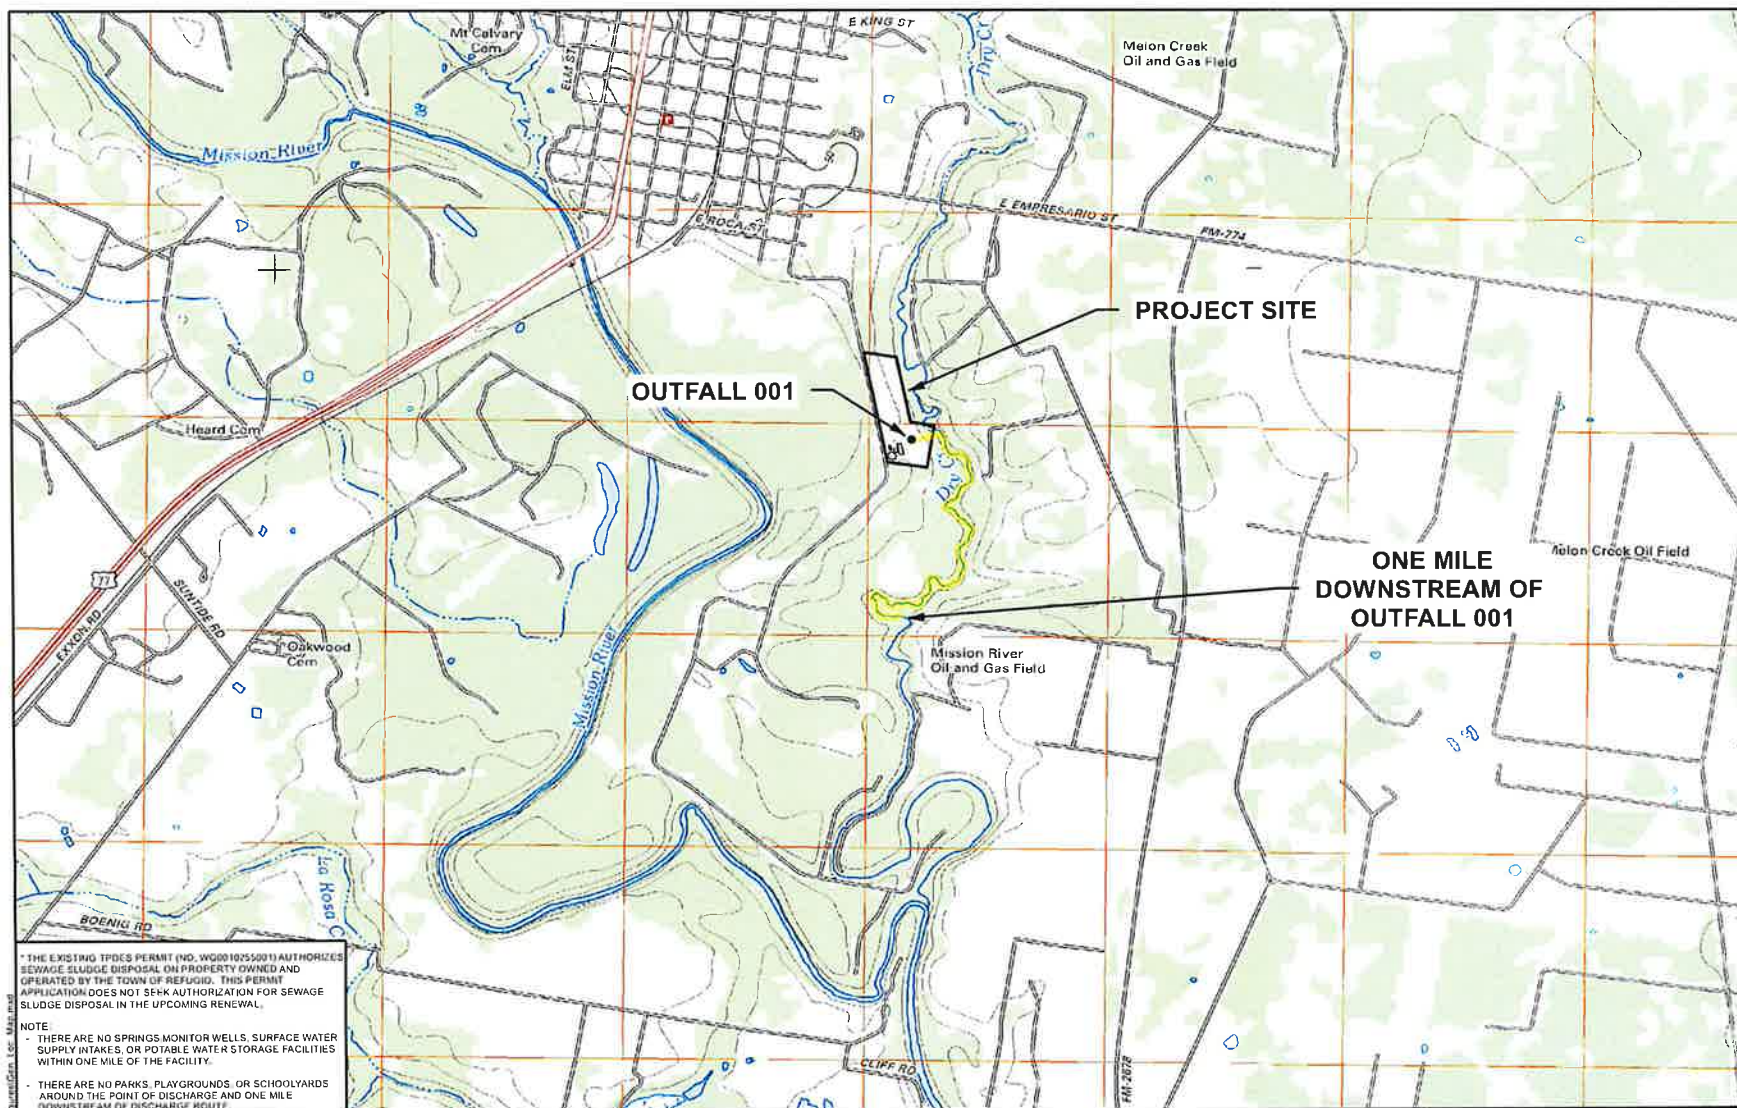 E KING ST
Mt Calvary
Cem
ELM ST
Dry Cr
Melon Creek
Oil and Gas Field
Mission River
E ROCA ST
E EMPRESARIO ST
FM-774
PROJECT SITE
OUTFALL 001
Heard Cem
Dry C
ONE MILE
DOWNSTREAM OF
OUTFALL 001
Melon Creek Oil Field
77
EXXON RD
SUNTIDE RD
Oakwood
Cem
Mission River
Mission River
Oil and Gas Field
La Rosa C
BOENIG RD
CLIFF RD
FM-2678
* THE EXISTING TPDES PERMIT (NO. WQ0010255001) AUTHORIZES
SEWAGE SLUDGE DISPOSAL ON PROPERTY OWNED AND
OPERATED BY THE TOWN OF REFUGIO. THIS PERMIT
APPLICATION DOES NOT SEEK AUTHORIZATION FOR SEWAGE
SLUDGE DISPOSAL IN THE UPCOMING RENEWAL.
NOTE:
- THERE ARE NO SPRINGS, MONITOR WELLS, SURFACE WATER
SUPPLY INTAKES, OR POTABLE WATER STORAGE FACILITIES
WITHIN ONE MILE OF THE FACILITY.
- THERE ARE NO PARKS, PLAYGROUNDS, OR SCHOOLYARDS
AROUND THE POINT OF DISCHARGE AND ONE MILE
DOWNSTREAM OF DISCHARGE ROUTE